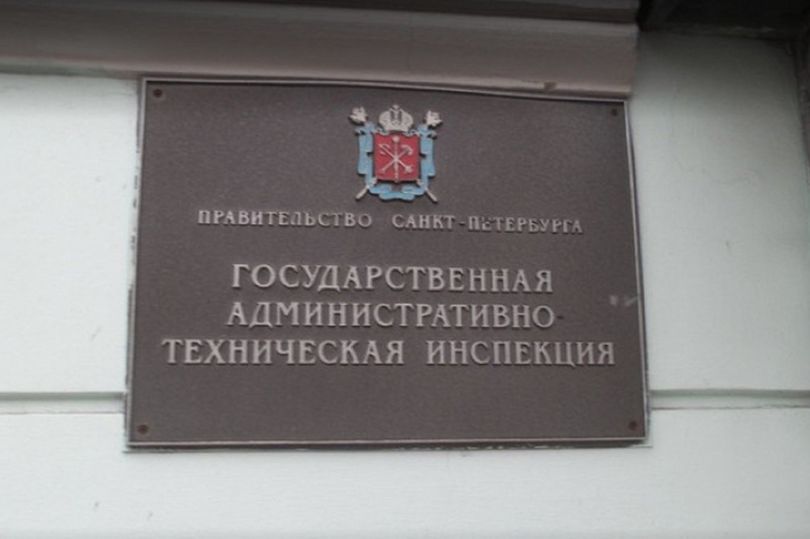 ПРАВИТЕЛЬСТВО САНКТ-ПЕТЕРБУРГА
ГОСУДАРСТВЕННАЯ
АДМИНИСТРАТИВНО-
ТЕХНИЧЕСКАЯ ИНСПЕКЦИЯ